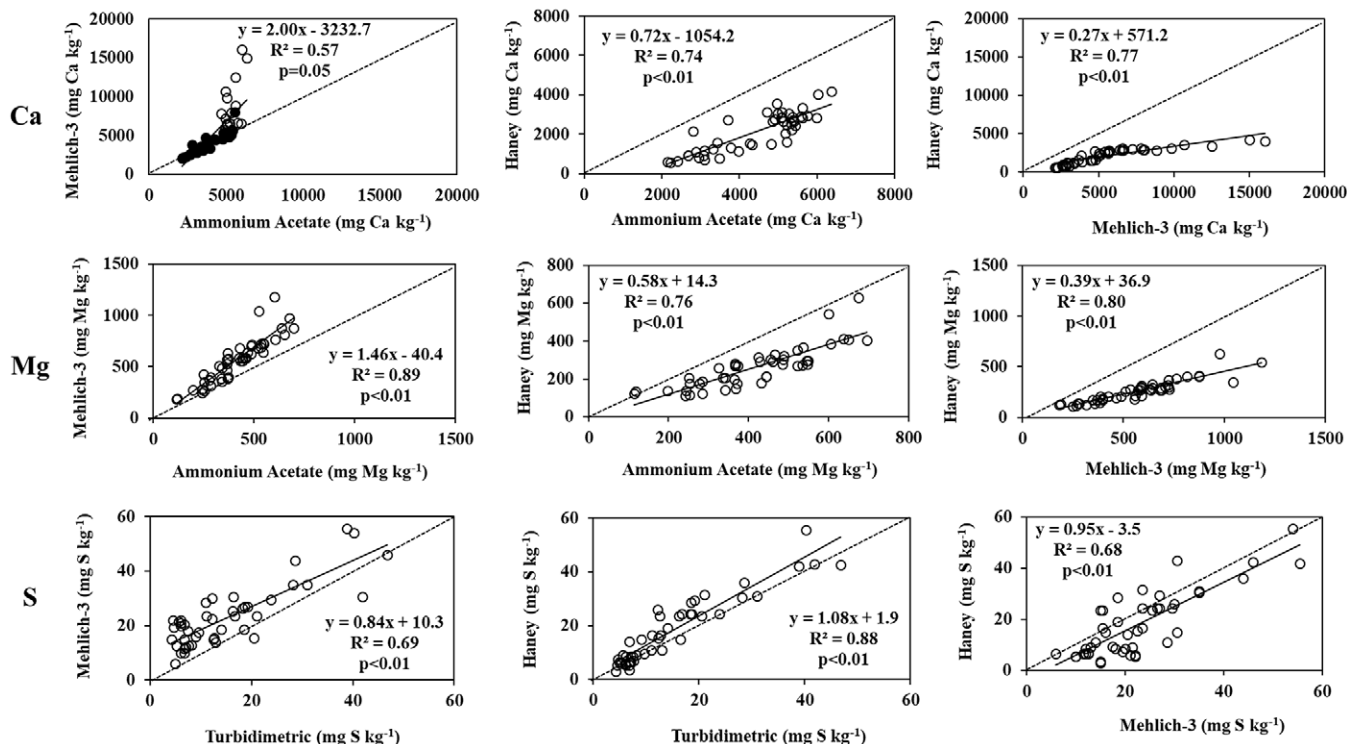 Ca
Mehlich-3 (mg Ca kg⁻¹)
20000
15000
10000
5000
0
y = 2.00x - 3232.7
R² = 0.57
p=0.05
0 5000 10000 15000 20000
Ammonium Acetate (mg Ca kg⁻¹)
Haney (mg Ca kg⁻¹)
8000
6000
4000
2000
0
y = 0.72x - 1054.2
R² = 0.74
p<0.01
0 2000 4000 6000 8000
Ammonium Acetate (mg Ca kg⁻¹)
Haney (mg Ca kg⁻¹)
20000
15000
10000
5000
0
y = 0.27x + 571.2
R² = 0.77
p<0.01
0 5000 10000 15000 20000
Mehlich-3 (mg Ca kg⁻¹)
Mg
Mehlich-3 (mg Mg kg⁻¹)
1500
1000
500
0
y = 1.46x - 40.4
R² = 0.89
p<0.01
0 500 1000 1500
Ammonium Acetate (mg Mg kg⁻¹)
Haney (mg Mg kg⁻¹)
800
600
400
200
0
y = 0.58x + 14.3
R² = 0.76
p<0.01
0 200 400 600 800
Ammonium Acetate (mg Mg kg⁻¹)
Haney (mg Mg kg⁻¹)
1500
1000
500
0
y = 0.39x + 36.9
R² = 0.80
p<0.01
0 500 1000 1500
Mehlich-3 (mg Mg kg⁻¹)
S
Mehlich-3 (mg S kg⁻¹)
60
40
20
0
y = 0.84x + 10.3
R² = 0.69
p<0.01
0 20 40 60
Turbidimetric (mg S kg⁻¹)
Haney (mg S kg⁻¹)
60
40
20
0
y = 1.08x + 1.9
R² = 0.88
p<0.01
0 20 40 60
Turbidimetric (mg S kg⁻¹)
Haney (mg S kg⁻¹)
60
40
20
0
y = 0.95x - 3.5
R² = 0.68
p<0.01
0 20 40 60
Mehlich-3 (mg S kg⁻¹)